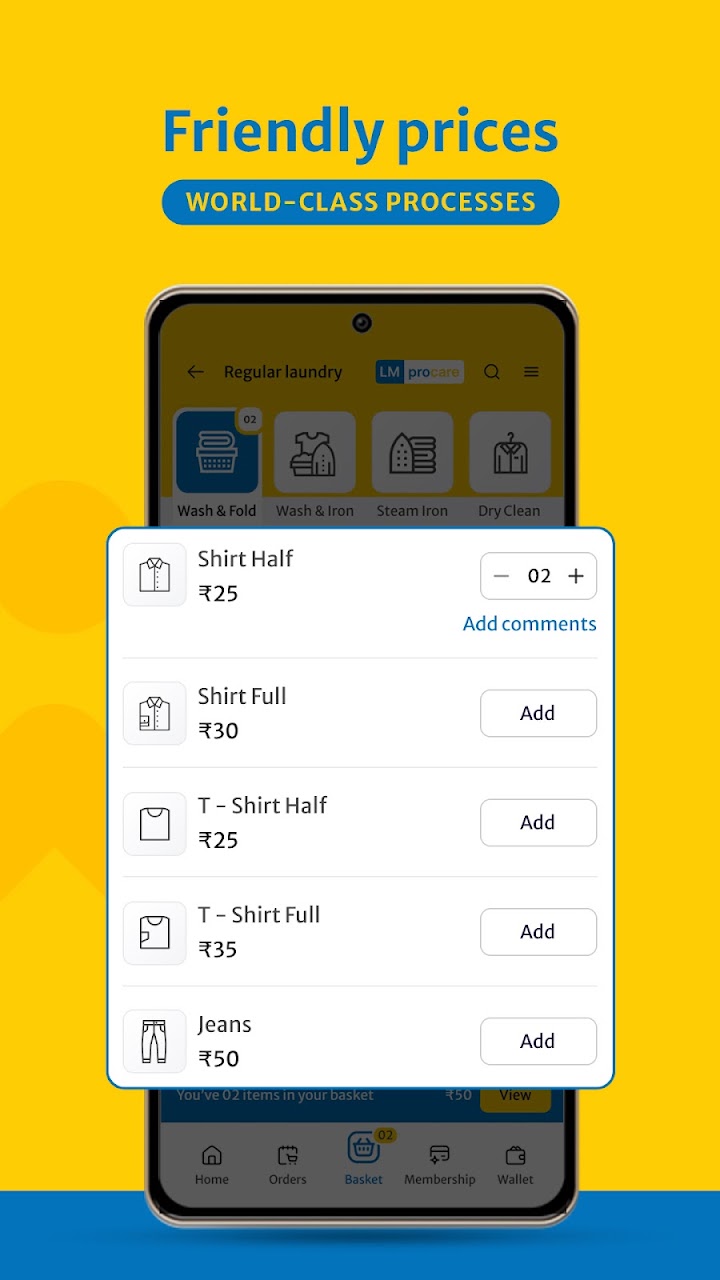 Friendly prices
WORLD-CLASS PROCESSES
Regular laundry LM procare
02
Wash & Fold Wash & Iron Steam Iron Dry Clean
Shirt Half
₹25
02
Add comments
Shirt Full
₹30
Add
T - Shirt Half
₹25
Add
T - Shirt Full
₹35
Add
Jeans
₹50
Add
You've 02 items in your basket ₹50 View
02
Home Orders Basket Membership Wallet